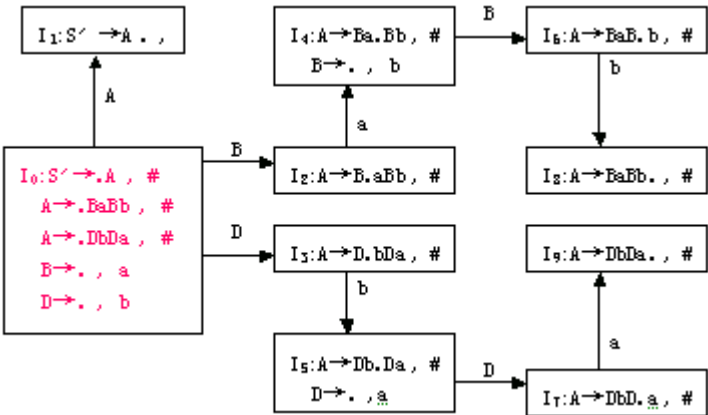 I₁:S′→A. ,
A
I₀:S′→.A , #
A→.BaBb , #
A→.DbDa , #
B→. , a
D→. , b
B
I₂:A→B.aBb, #
a
I₄:A→Ba.Bb, #
B→. , b
B
I₆:A→BaB.b, #
b
I₈:A→BaBb., #
D
I₃:A→D.bDa, #
b
I₅:A→Db.Da, #
D→. ,a
D
I₇:A→DbD.a, #
a
I₉:A→DbDa., #